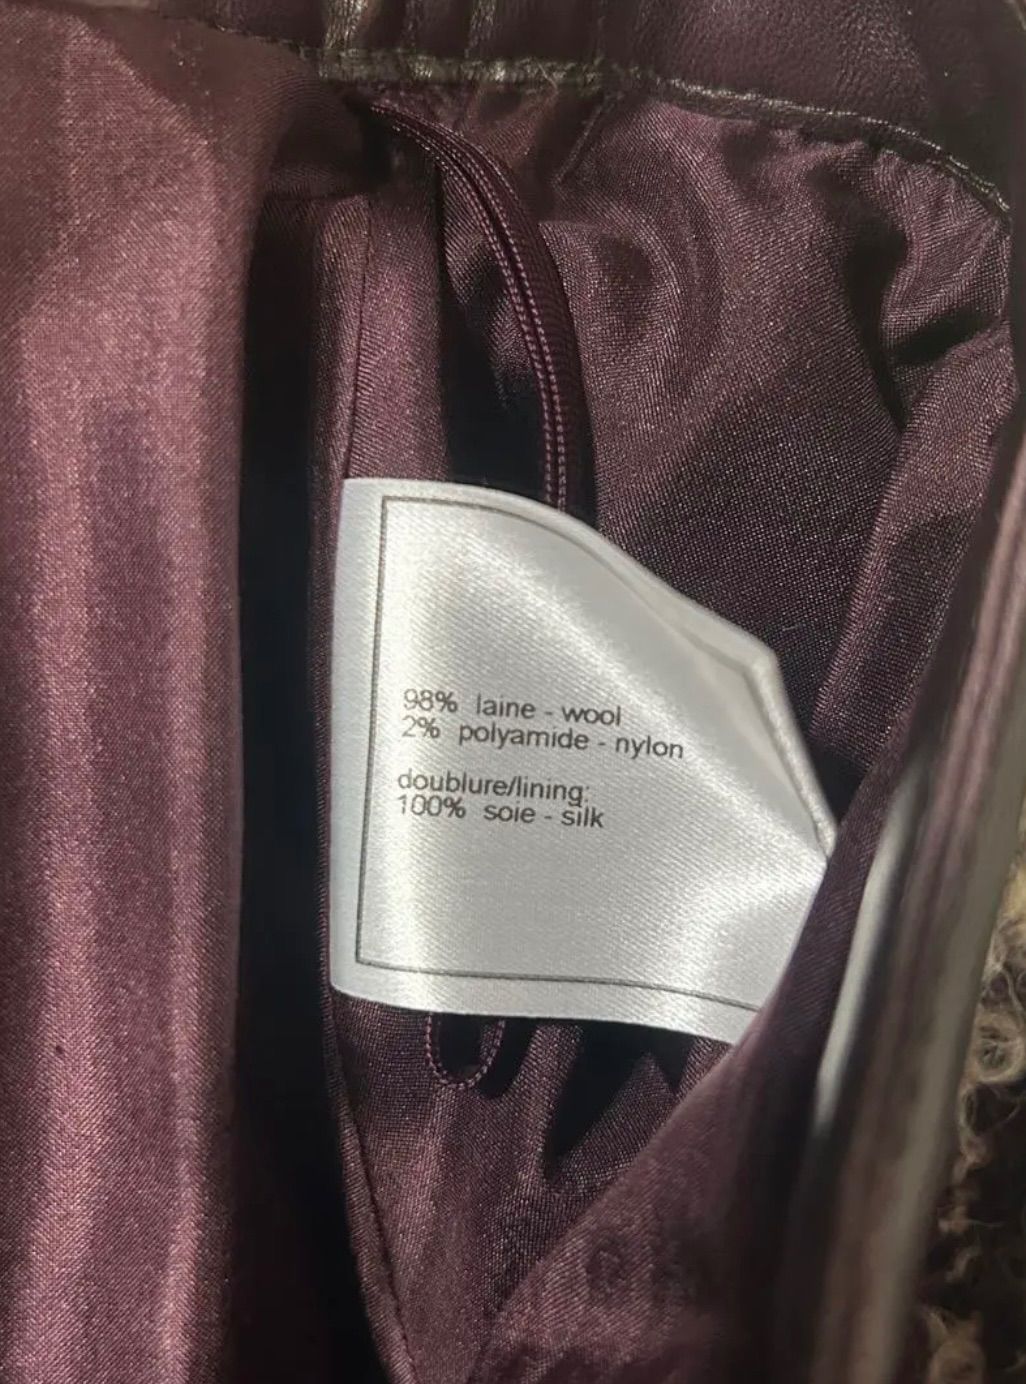 98% laine - wool
2% polyamide - nylon
doublure/lining:
100% soie - silk